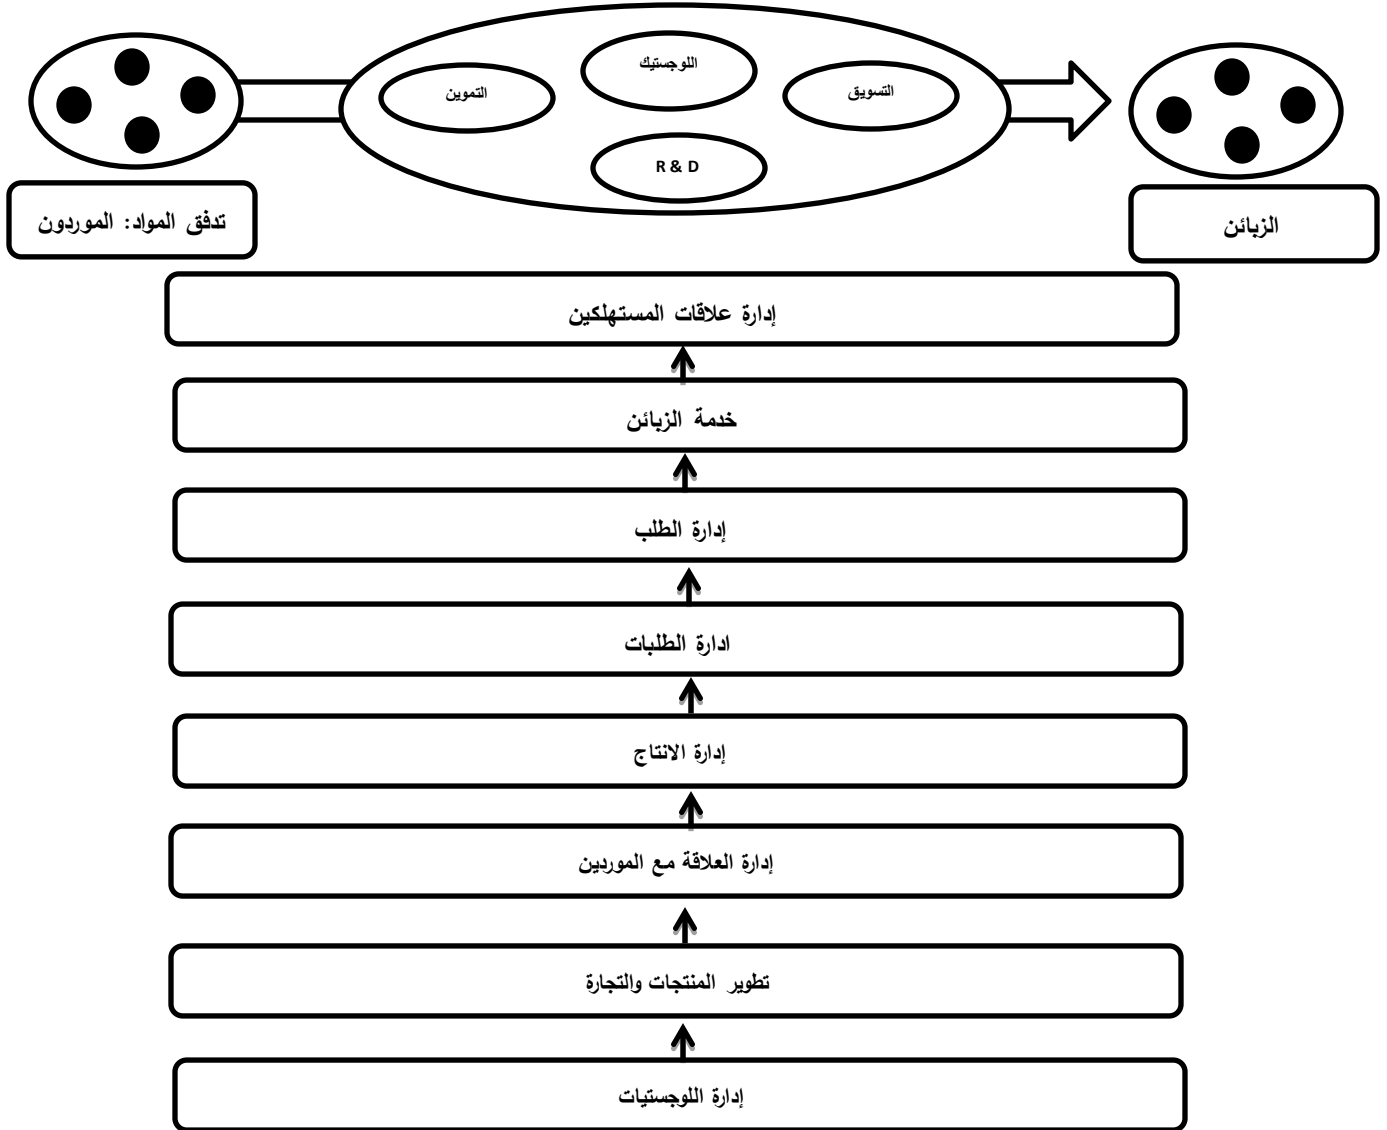 اللوجستيك
التموين
التسويق
R & D
تدفق المواد: الموردون
الزبائن
إدارة علاقات المستهلكين
خدمة الزبائن
إدارة الطلب
ادارة الطلبات
إدارة الانتاج
إدارة العلاقة مع الموردين
تطوير المنتجات والتجارة
إدارة اللوجستيات